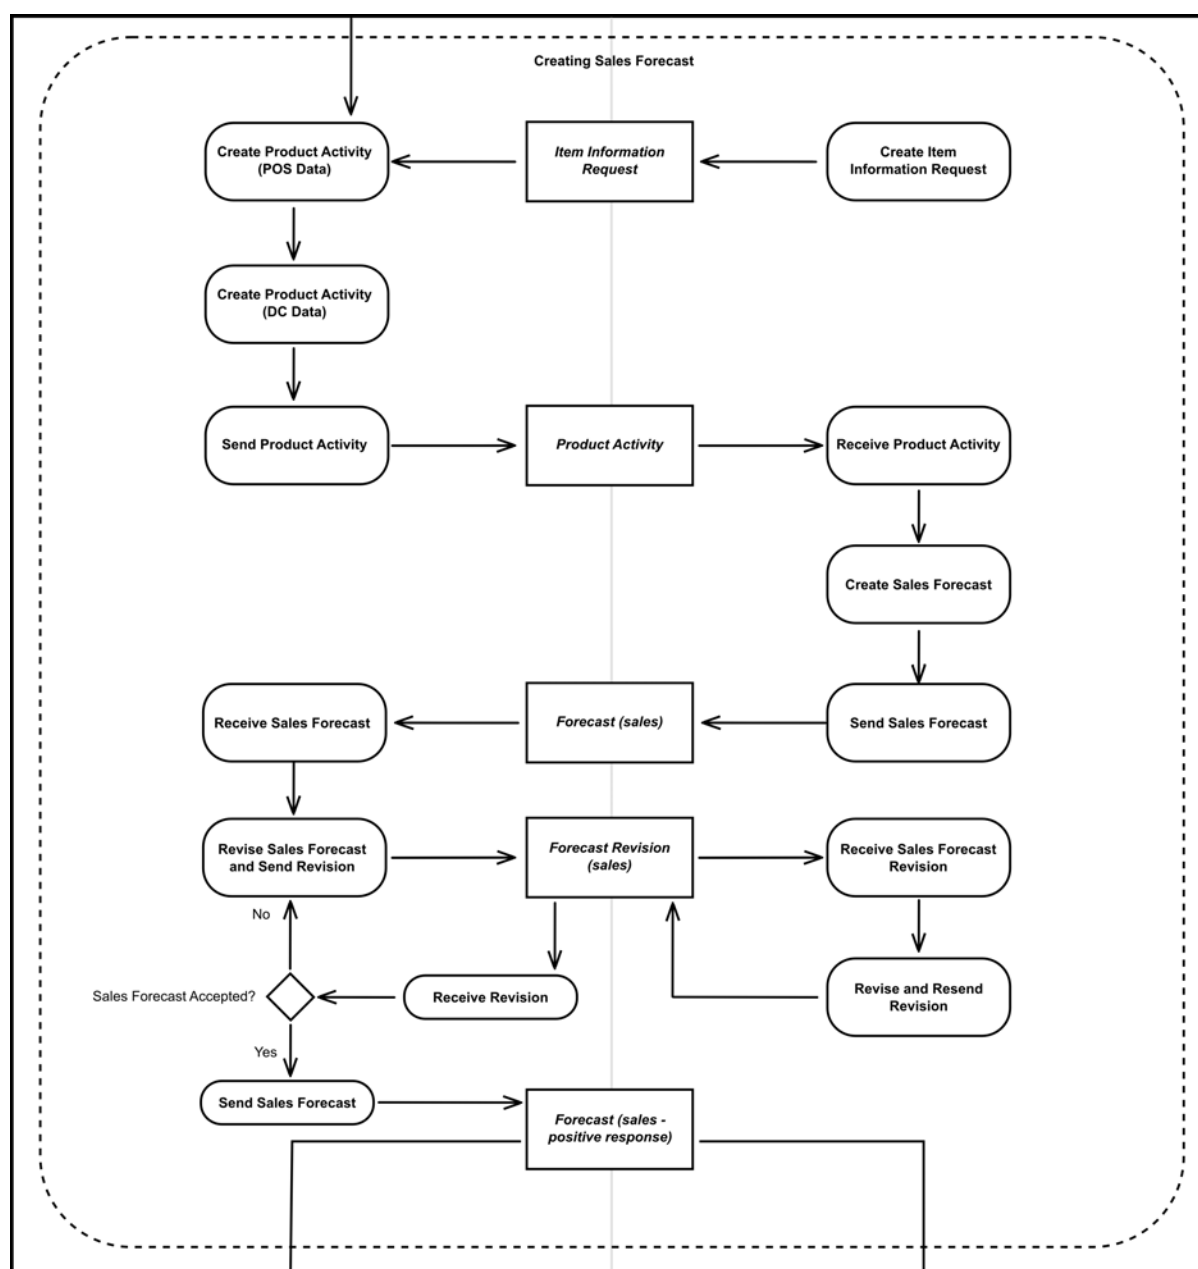 Creating Sales Forecast
Create Product Activity
(POS Data)
Item Information
Request
Create Item
Information Request
Create Product Activity
(DC Data)
Send Product Activity
Product Activity
Receive Product Activity
Create Sales Forecast
Receive Sales Forecast
Forecast (sales)
Send Sales Forecast
Revise Sales Forecast
and Send Revision
Forecast Revision
(sales)
Receive Sales Forecast
Revision
No
Sales Forecast Accepted?
Receive Revision
Revise and Resend
Revision
Yes
Send Sales Forecast
Forecast (sales -
positive response)